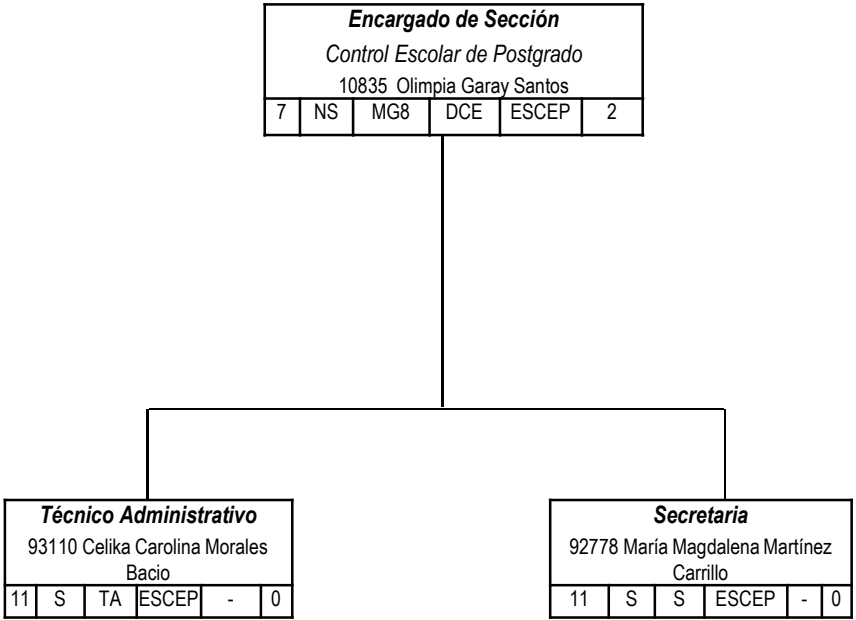 Encargado de Sección
Control Escolar de Postgrado
10835 Olimpia Garay Santos
7 NS MG8 DCE ESCEP 2
Técnico Administrativo
93110 Celika Carolina Morales
Bacio
11 S TA ESCEP - 0
Secretaria
92778 María Magdalena Martínez
Carrillo
11 S S ESCEP - 0